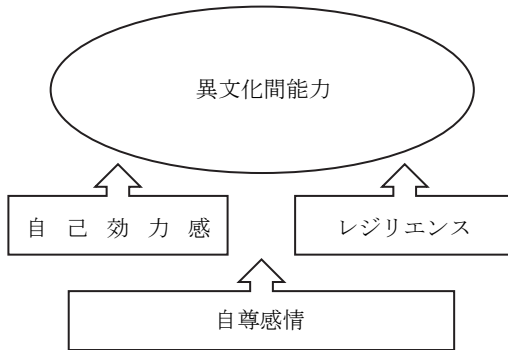 異文化間能力
自己効力感
レジリエンス
自尊感情